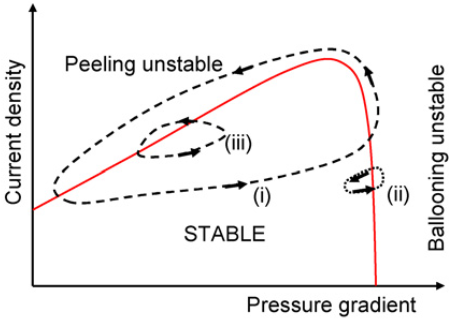 Current density
Peeling unstable
(iii)
(i)
(ii)
STABLE
Ballooning unstable
Pressure gradient